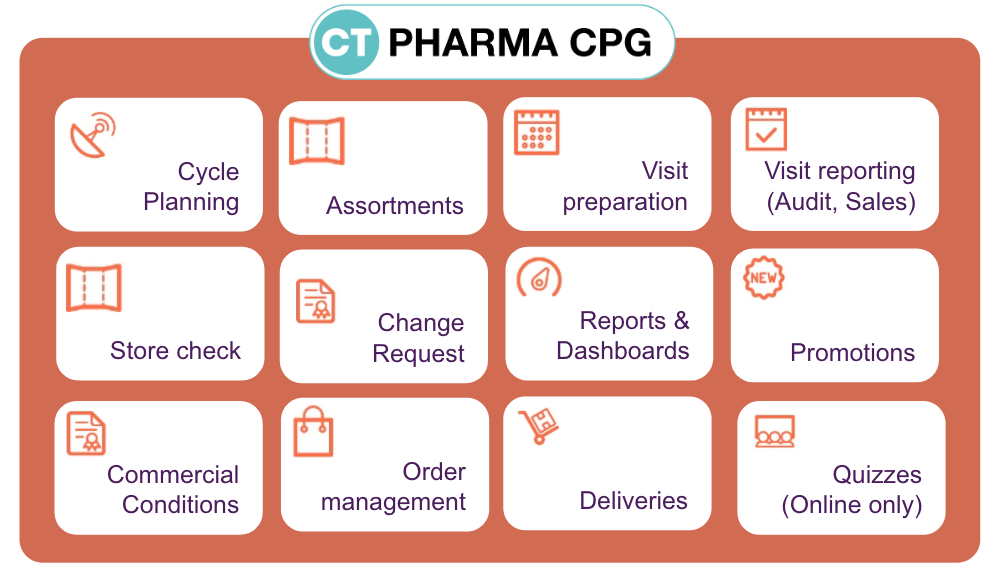 CT PHARMA CPG
Cycle
Planning
Assortments
Visit
preparation
Visit reporting
(Audit, Sales)
Store check
Change
Request
Reports &
Dashboards
NEW
Promotions
Commercial
Conditions
Order
management
Deliveries
Quizzes
(Online only)